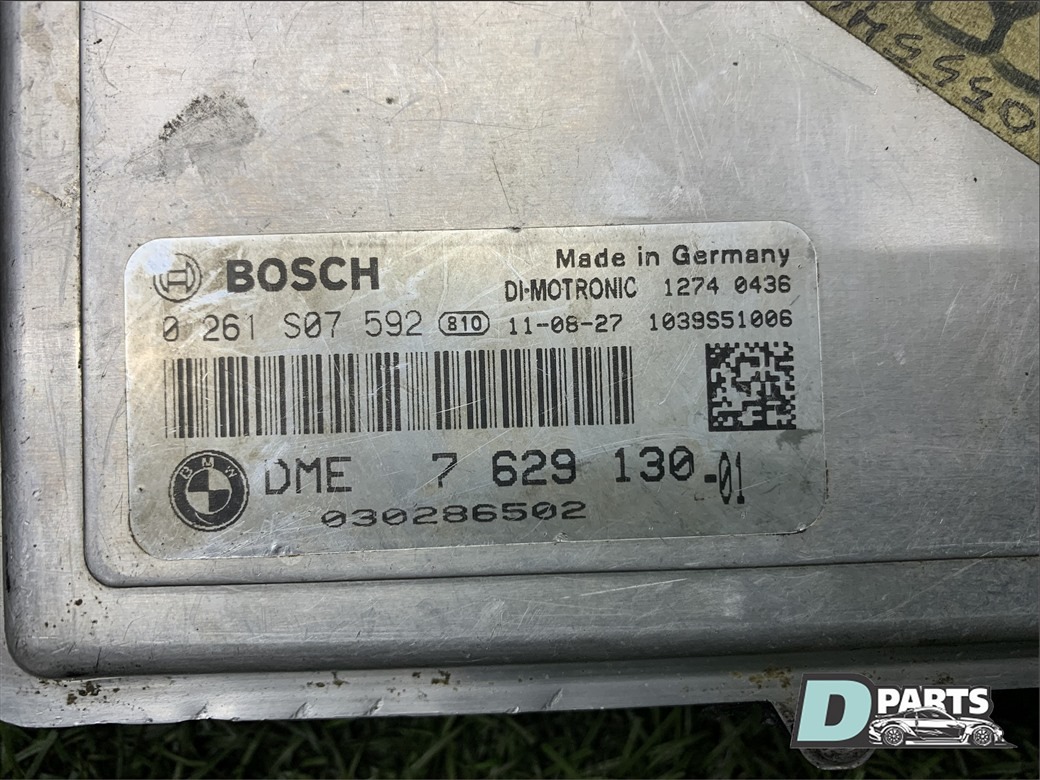 BOSCH
Made in Germany
DI-MOTRONIC 1274 0436
0 261 S07 592 810 11-08-27 1039S51006
BMW
DME 7 629 130-01
030286502
D PARTS